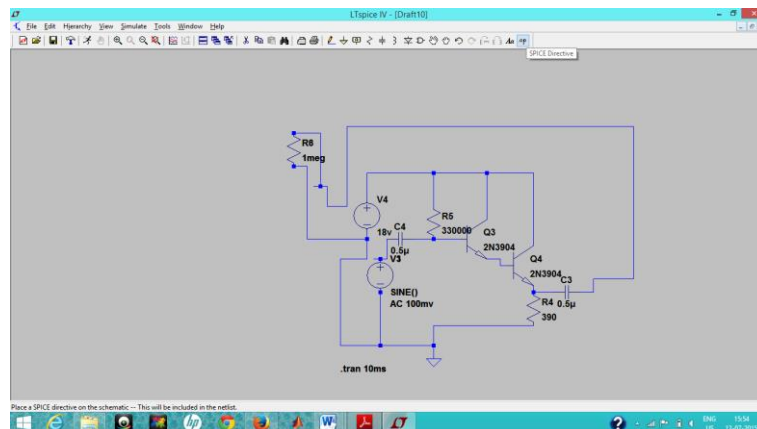 LTspice IV - [Draft10]
File Edit Hierarchy View Simulate Tools Window Help
SPICE Directive
R6
1meg
V4
18v
C4
0.5µ
R5
330000
Q3
2N3904
V3
Q4
2N3904
C3
0.5µ
SINE()
AC 100mv
R4
390
.tran 10ms
Place a SPICE directive on the schematic -- This will be included in the netlist.
ENG 15:54